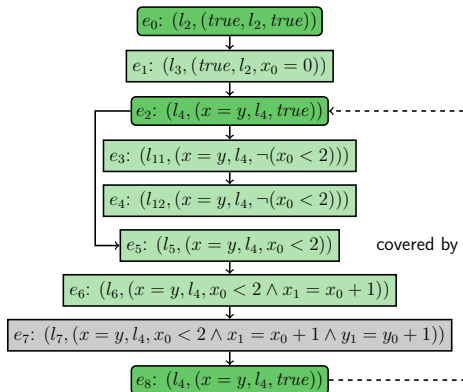 e₀: (l₂, (true, l₂, true))
e₁: (l₃, (true, l₂, x₀ = 0))
e₂: (l₄, (x = y, l₄, true))
e₃: (l₁₁, (x = y, l₄, ¬(x₀ < 2)))
e₄: (l₁₂, (x = y, l₄, ¬(x₀ < 2)))
e₅: (l₅, (x = y, l₄, x₀ < 2))
covered by
e₆: (l₆, (x = y, l₄, x₀ < 2 ∧ x₁ = x₀ + 1))
e₇: (l₇, (x = y, l₄, x₀ < 2 ∧ x₁ = x₀ + 1 ∧ y₁ = y₀ + 1))
e₈: (l₄, (x = y, l₄, true))